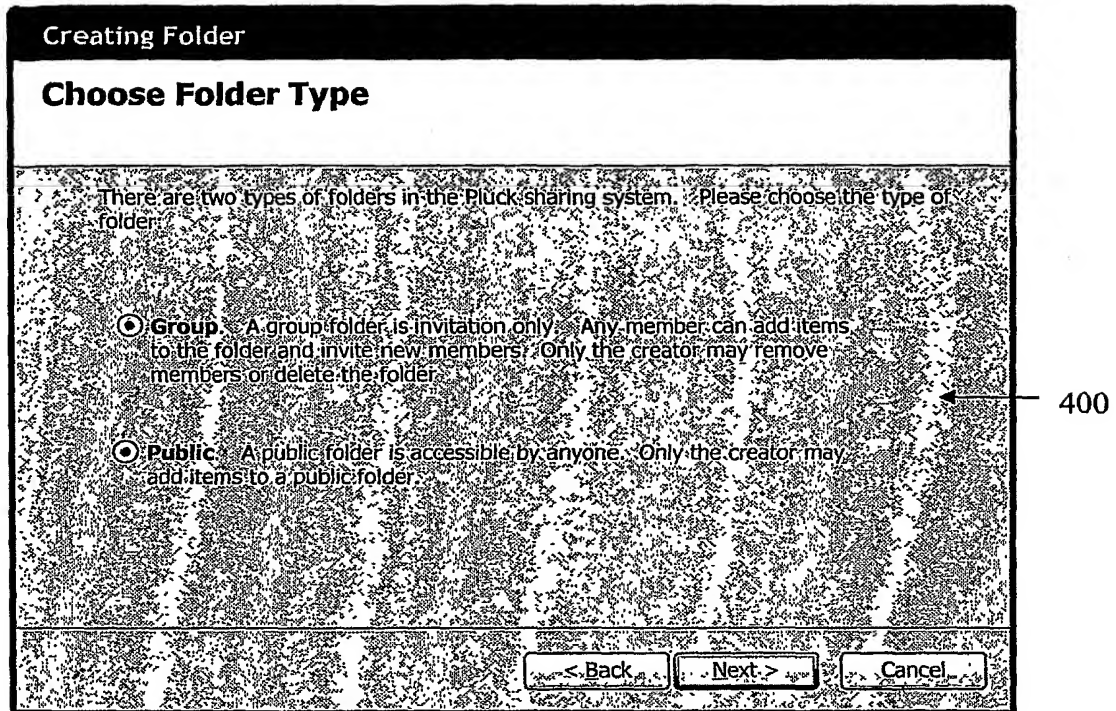 Creating Folder
Choose Folder Type
There are two types of folders in the Pluck sharing system. Please choose the type of
folder.
Group. A group folder is invitation only. Any member can add items
to the folder and invite new members. Only the creator may remove
members or delete the folder.
400
Public. A public folder is accessible by anyone. Only the creator may
add items to a public folder.
< Back Next > Cancel